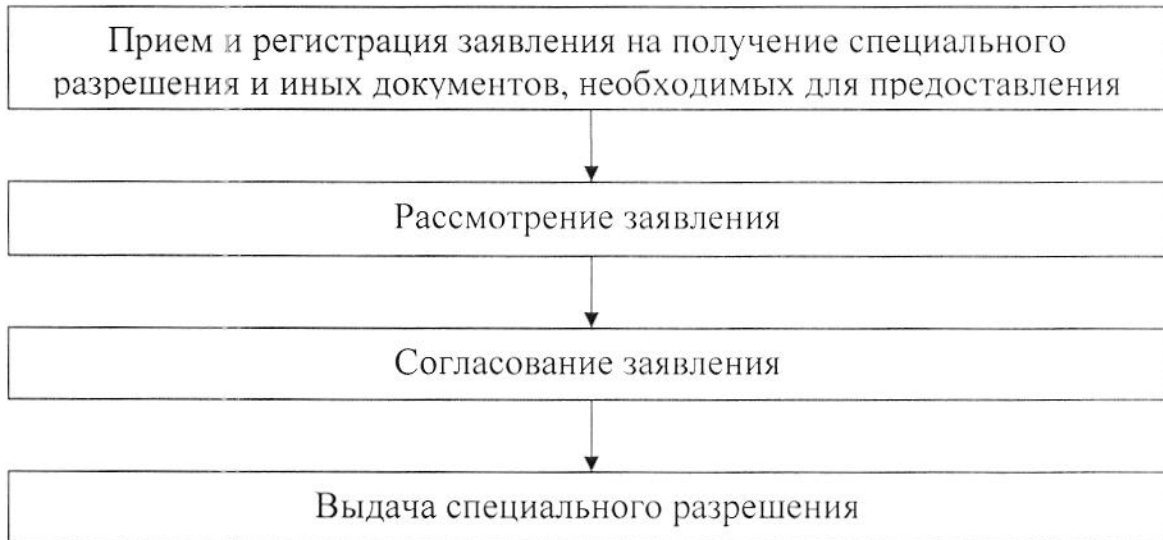 Прием и регистрация заявления на получение специального
разрешения и иных документов, необходимых для предоставления
Рассмотрение заявления
Согласование заявления
Выдача специального разрешения